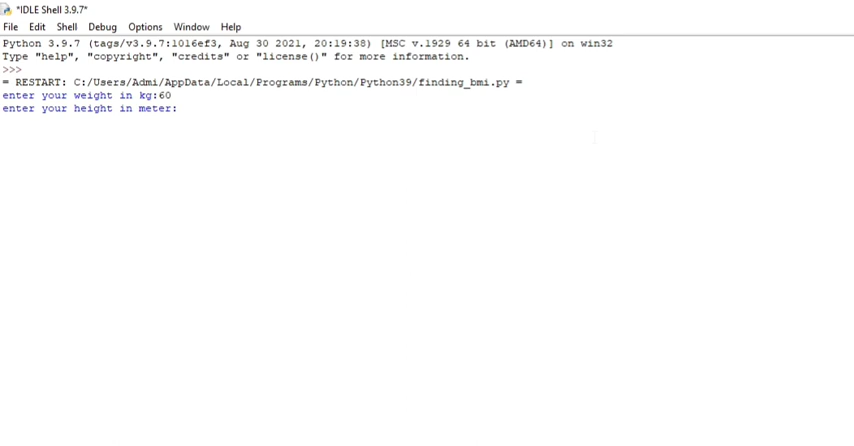 *IDLE Shell 3.9.7*
File Edit Shell Debug Options Window Help
Python 3.9.7 (tags/v3.9.7:1016ef3, Aug 30 2021, 20:19:38) [MSC v.1929 64 bit (AMD64)] on win32
Type "help", "copyright", "credits" or "license()" for more information.
>>>
= RESTART: C:/Users/Admi/AppData/Local/Programs/Python/Python39/finding_bmi.py =
enter your weight in kg:60
enter your height in meter: